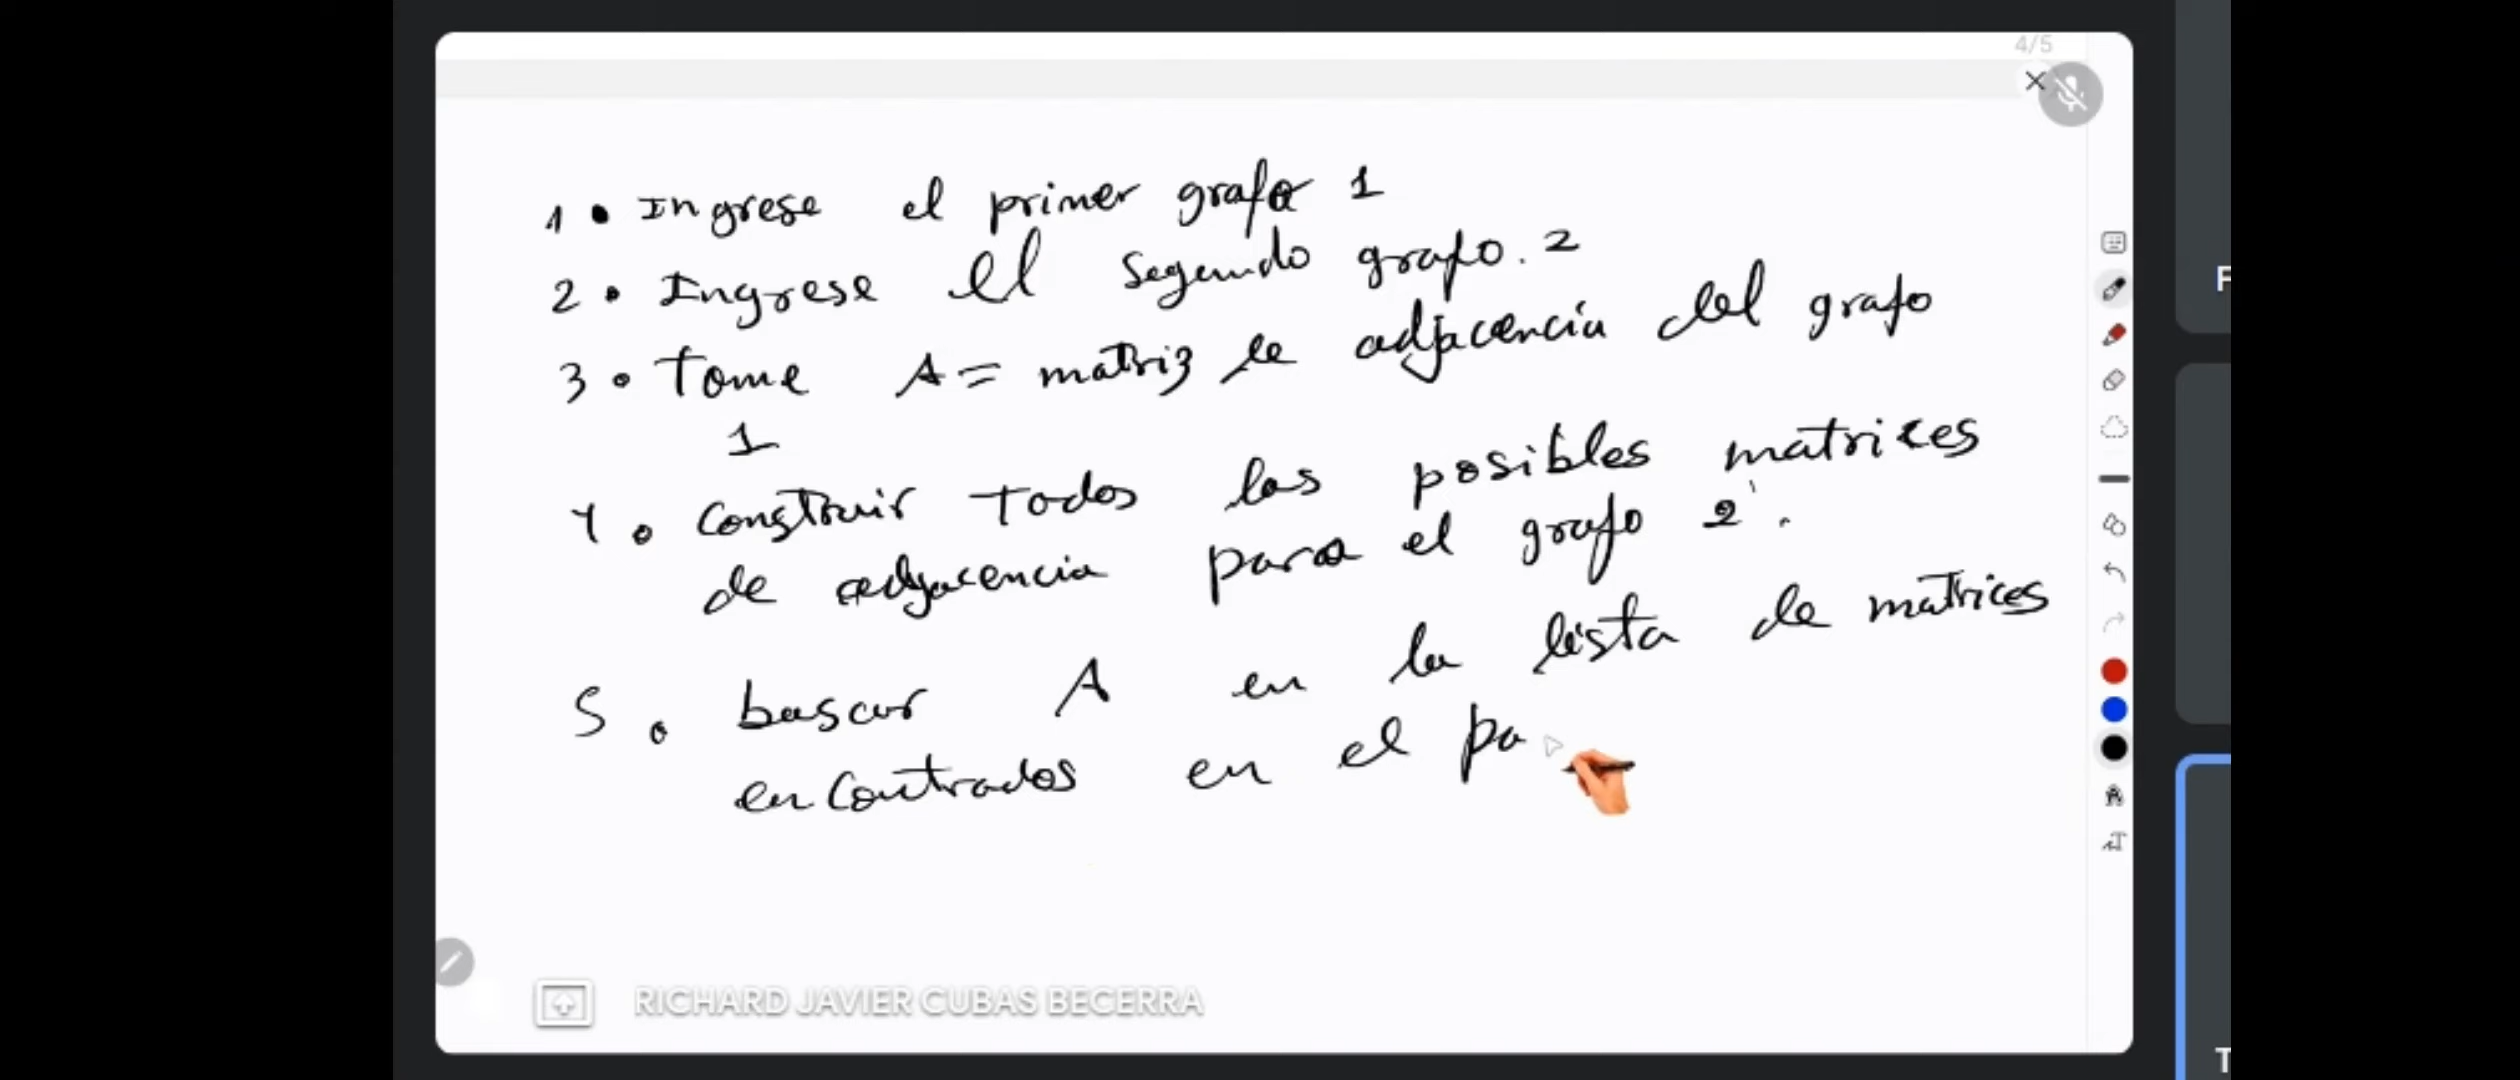 4/5
1 • Ingrese el primer grafo 1
2 • Ingrese el segundo grafo. 2
3 • Tome A = matriz de adjacencia del grafo
1
4 • construir todos las posibles matrices
de adyacencia para el grafo 2.
5 • buscar A en la lista de matrices
encontrados en el pa
RICHARD JAVIER CUBAS BECERRA
F
T